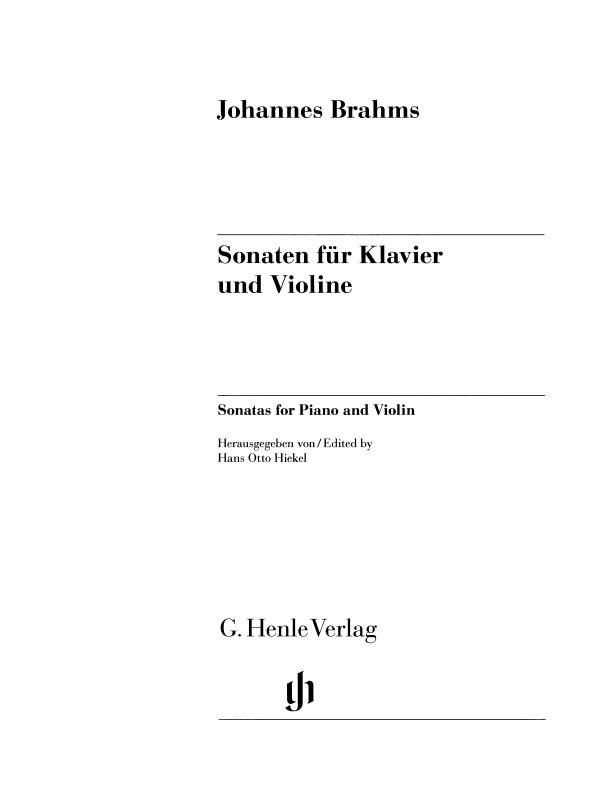 Johannes Brahms
Sonaten für Klavier
und Violine
Sonatas for Piano and Violin
Herausgegeben von/Edited by
Hans Otto Hiekel
G. Henle Verlag